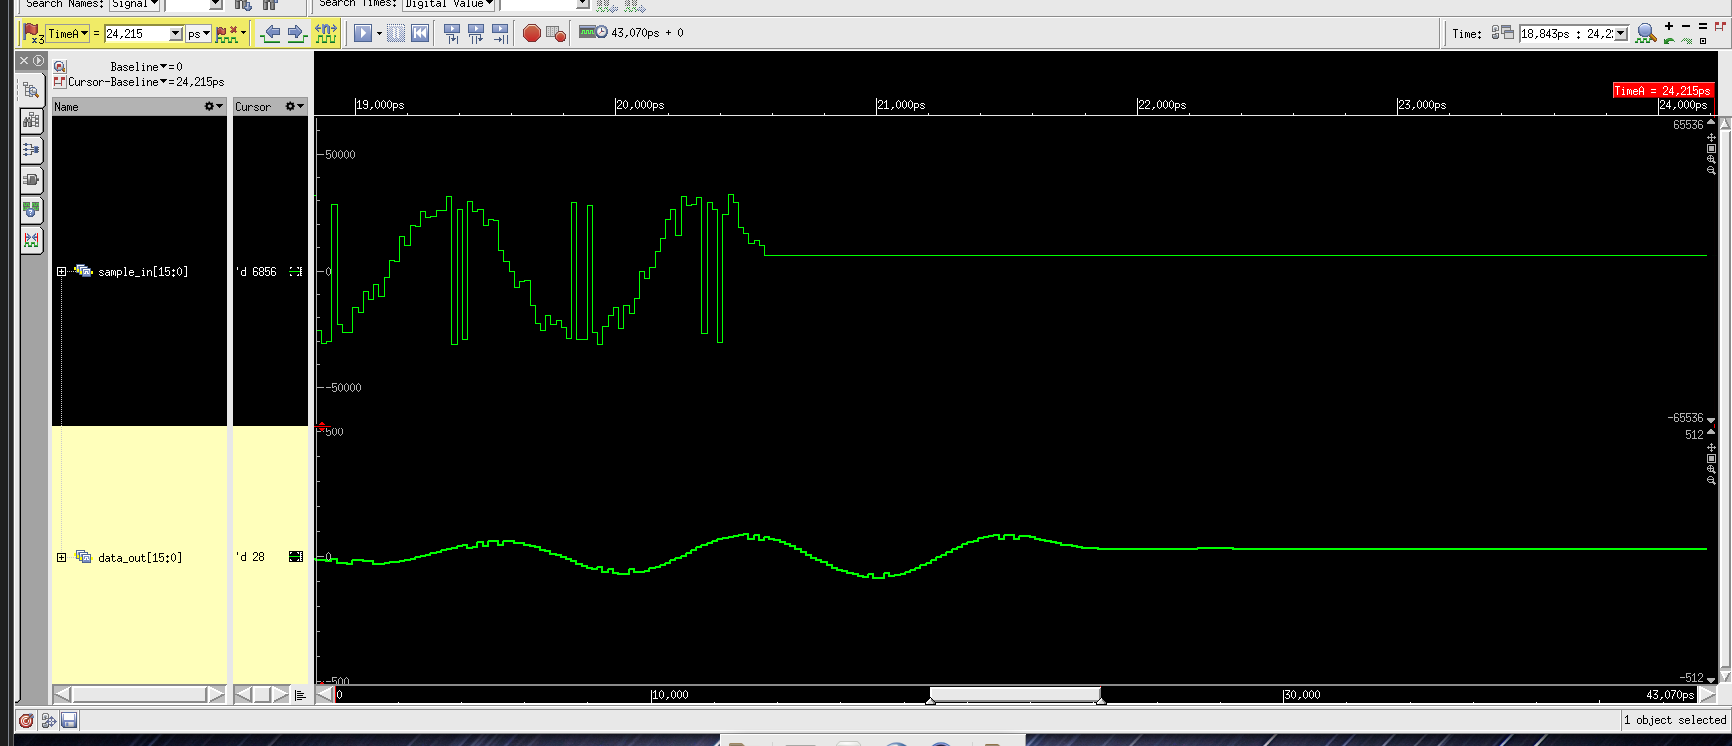 Search Names: Signal Search Times: Digital Value
x3 TimeA = 24,215 ps 43,070ps + 0 Time: 18,843ps : 24,2
Baseline = 0
Cursor-Baseline = 24,215ps
TimeA = 24,215ps
Name Cursor 19,000ps 20,000ps 21,000ps 22,000ps 23,000ps 24,000ps
65536
50000
sample_in[15:0] 'd 6856 0
-50000
-65536
500
512
data_out[15:0] 'd 28 0
-512
-500
0 10,000 30,000 43,070ps
1 object selected